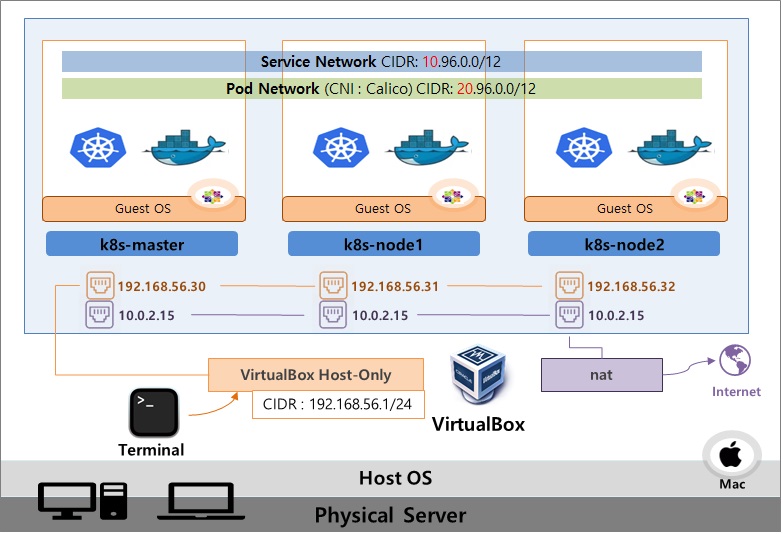 Service Network CIDR: 10.96.0.0/12
Pod Network (CNI : Calico) CIDR: 20.96.0.0/12
Guest OS
Guest OS
Guest OS
k8s-master
k8s-node1
k8s-node2
192.168.56.30
192.168.56.31
192.168.56.32
10.0.2.15
10.0.2.15
10.0.2.15
VirtualBox Host-Only
CIDR : 192.168.56.1/24
>_
Terminal
VirtualBox
nat
Internet
Host OS
Mac
Physical Server